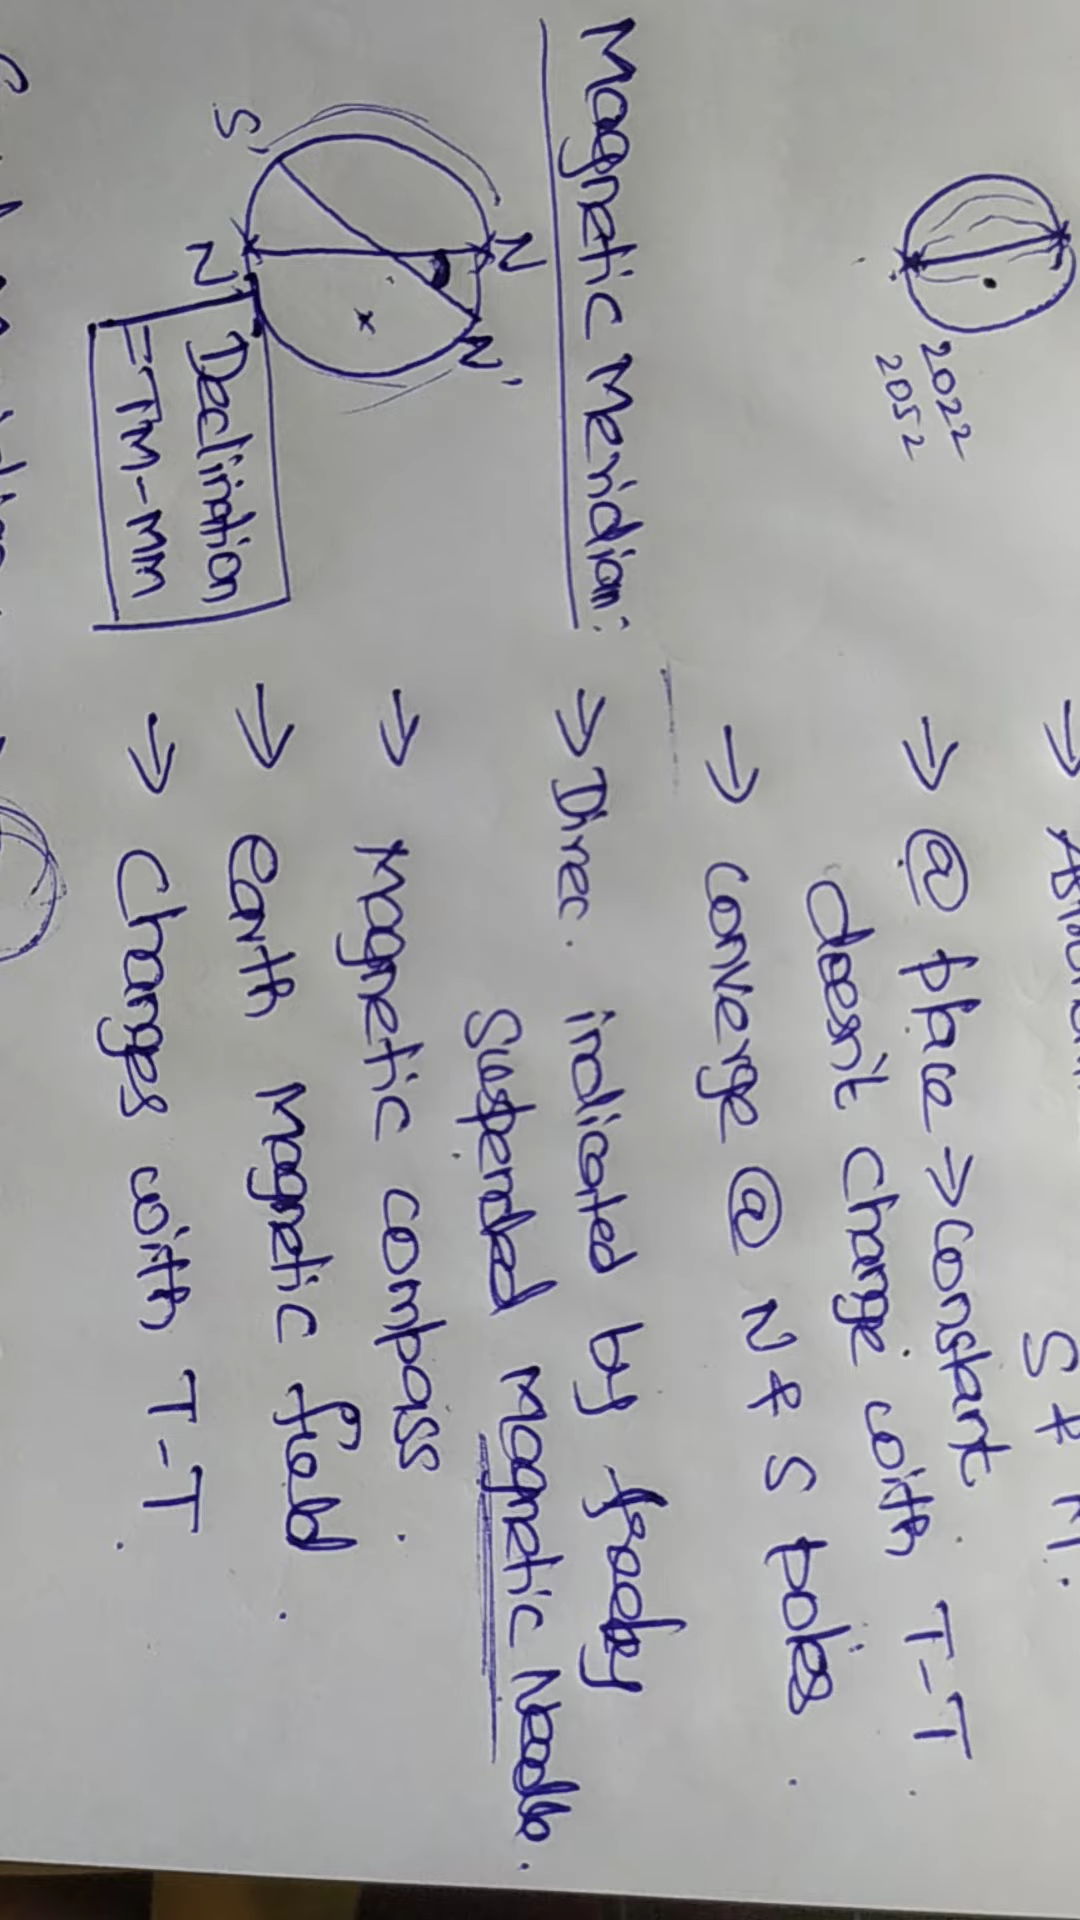 S & M.
@ place → constant
doesn't change with T-T.
2022
2052
→ converge @ N & S poles.
Magnetic Meridian:
→ Direc. indicated by freely
Suspended Magnetic Needle.
→ Magnetic compass.
→ earth Magnetic field.
→ Changes with T-T.
N
N'
S'
N
Declination
=TM-MM